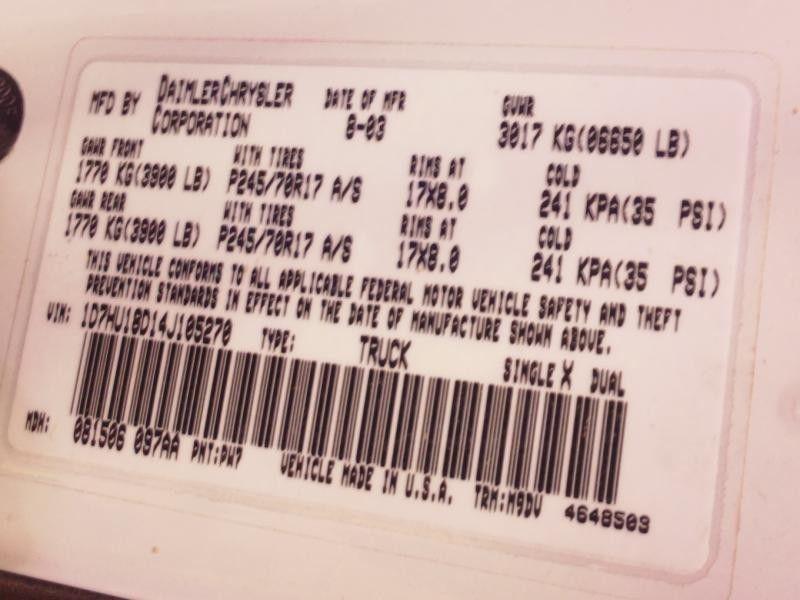 MFD BY DAIMLERCHRYSLER CORPORATION DATE OF MFR 8-03 GVWR 3017 KG(06650 LB)
GAWR FRONT WITH TIRES RIMS AT COLD
1770 KG(3900 LB) P245/70R17 A/S 17X8.0 241 KPA(35 PSI)
GAWR REAR WITH TIRES RIMS AT COLD
1770 KG(3900 LB) P245/70R17 A/S 17X8.0 241 KPA(35 PSI)
THIS VEHICLE CONFORMS TO ALL APPLICABLE FEDERAL MOTOR VEHICLE SAFETY AND THEFT
PREVENTION STANDARDS IN EFFECT ON THE DATE OF MANUFACTURE SHOWN ABOVE.
VIN: 1D7HU18D14J105270 TYPE: TRUCK SINGLE X DUAL
MDH: 081506 097AA PNT:PW7 VEHICLE MADE IN U.S.A. TRM:M9DV 4648509